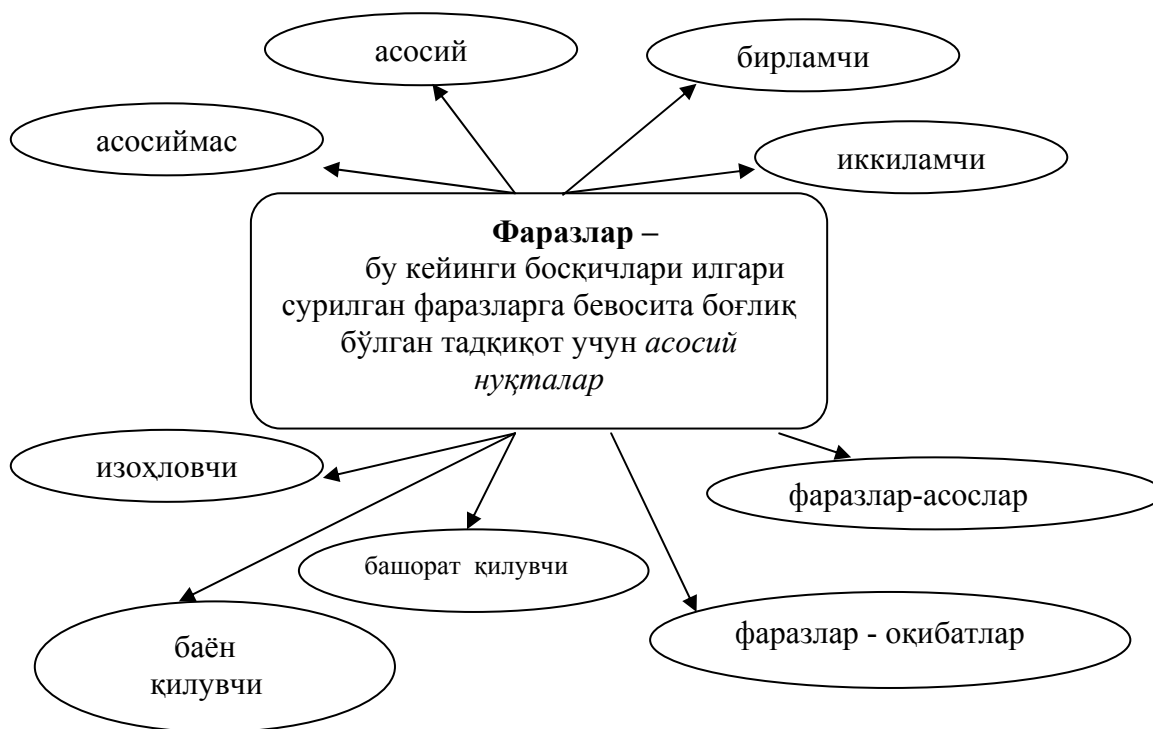 асосий
бирламчи
асосиймас
иккиламчи
Фаразлар –
бу кейинги босқичлари илгари
сурилган фаразларга бевосита боғлиқ
бўлган тадқиқот учун асосий
нуқталар
изоҳловчи
фаразлар-асослар
башорат қилувчи
фаразлар - оқибатлар
баён
қилувчи